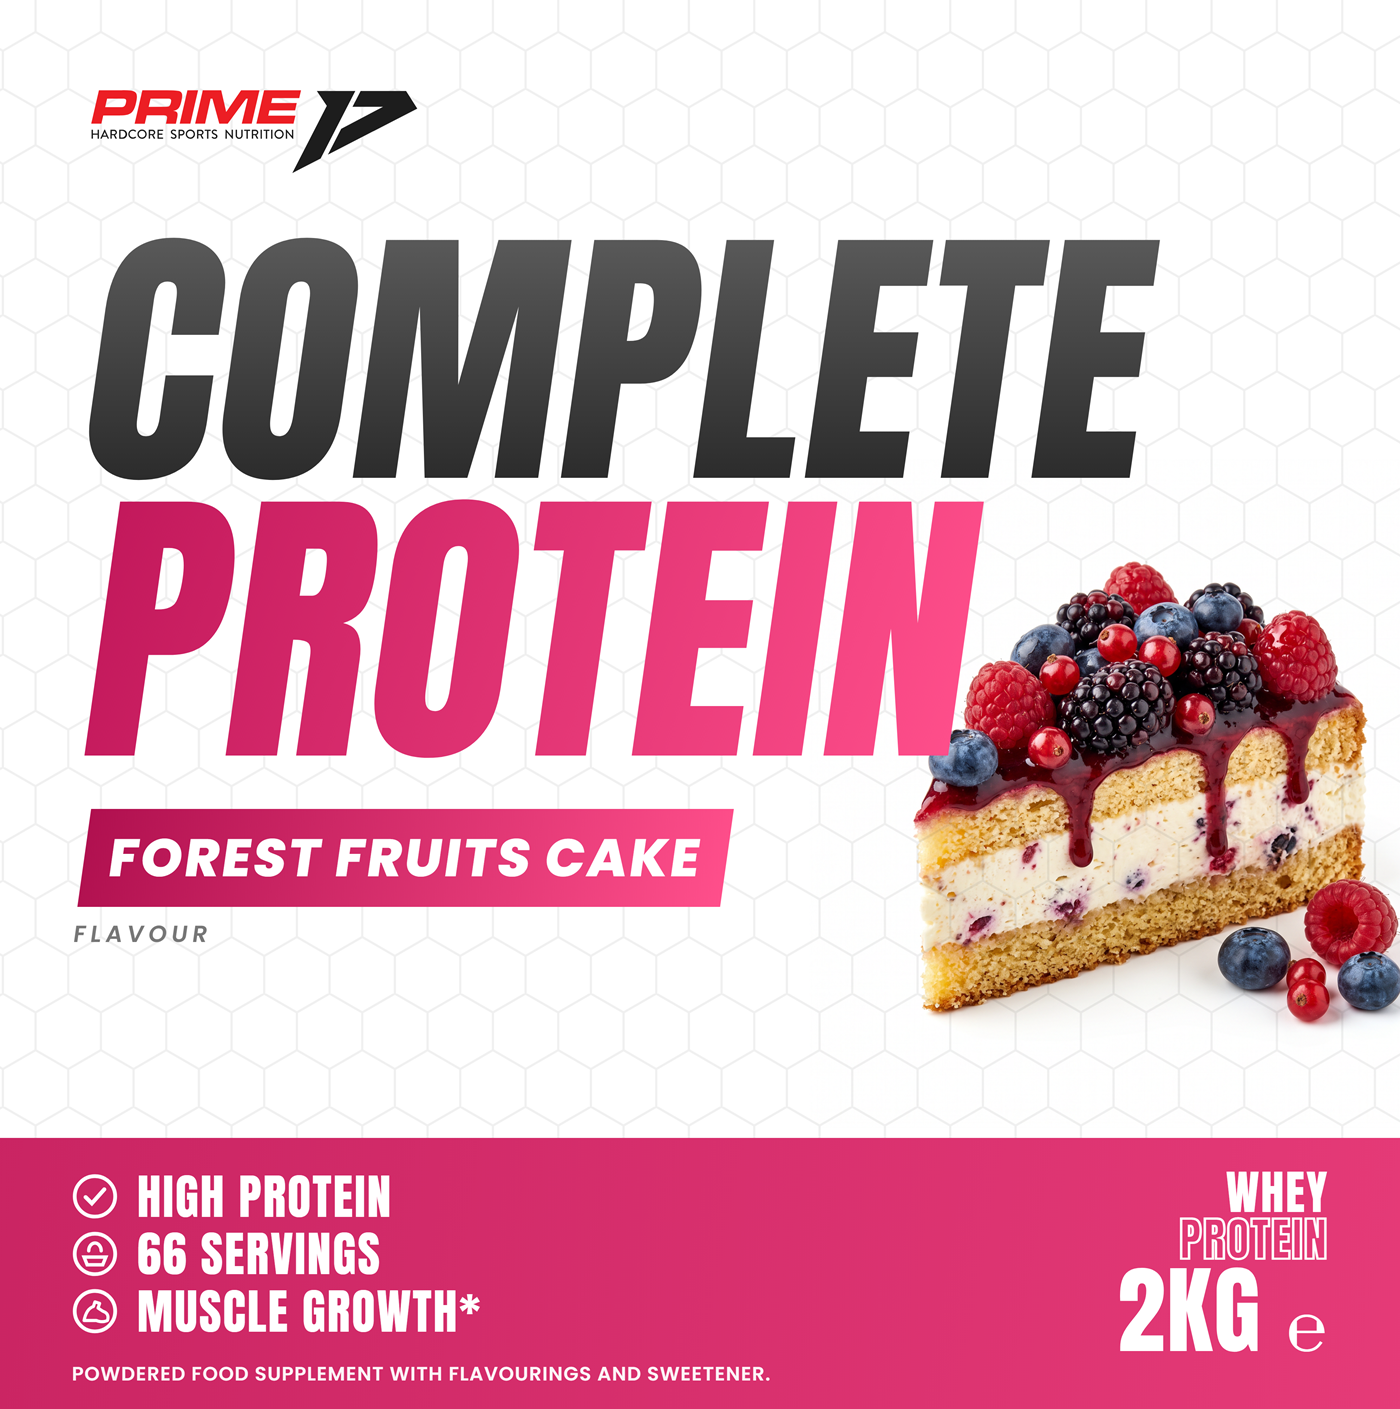 PRIME
HARDCORE SPORTS NUTRITION
COMPLETE
PROTEIN
FOREST FRUITS CAKE
FLAVOUR
HIGH PROTEIN
66 SERVINGS
MUSCLE GROWTH*
POWDERED FOOD SUPPLEMENT WITH FLAVOURINGS AND SWEETENER.
WHEY
PROTEIN
2KG ℮